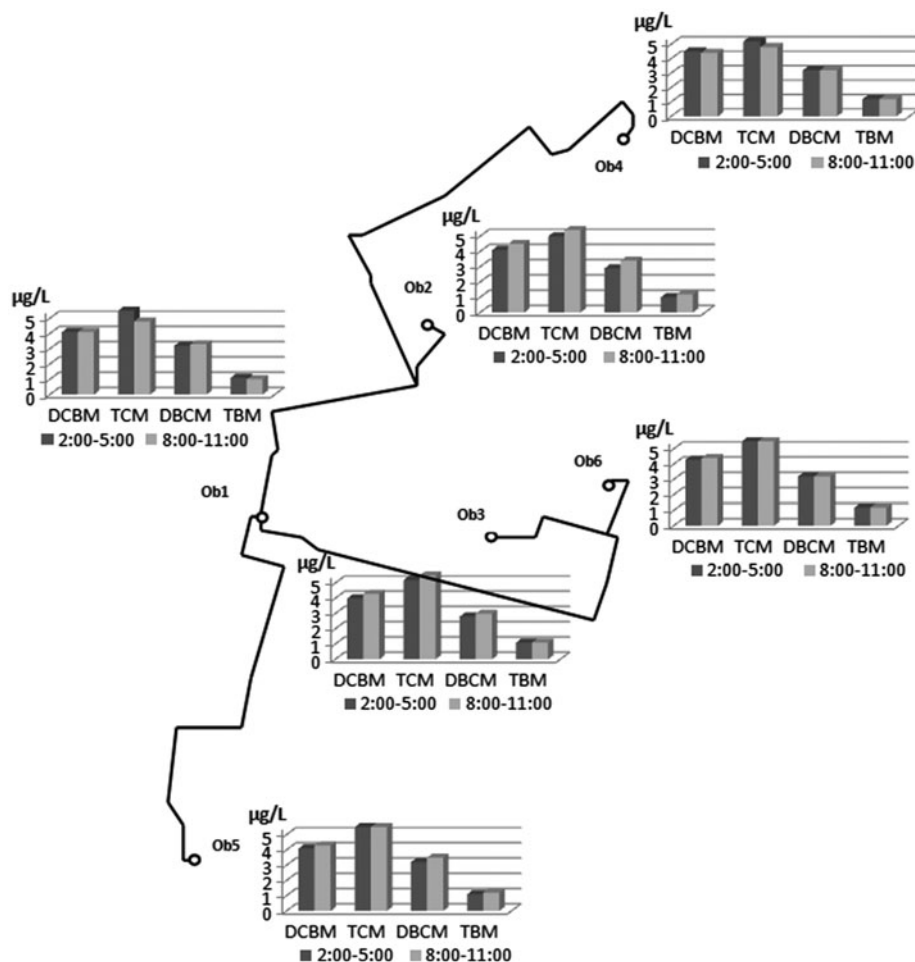 µg/L
5
4
3
2
1
0
DCBM TCM DBCM TBM
2:00-5:00 8:00-11:00
Ob4
µg/L
5
4
3
2
1
0
DCBM TCM DBCM TBM
2:00-5:00 8:00-11:00
Ob2
µg/L
5
4
3
2
1
0
DCBM TCM DBCM TBM
2:00-5:00 8:00-11:00
Ob1
Ob6
µg/L
5
4
3
2
1
0
DCBM TCM DBCM TBM
2:00-5:00 8:00-11:00
Ob3
µg/L
5
4
3
2
1
0
DCBM TCM DBCM TBM
2:00-5:00 8:00-11:00
Ob5
µg/L
5
4
3
2
1
0
DCBM TCM DBCM TBM
2:00-5:00 8:00-11:00